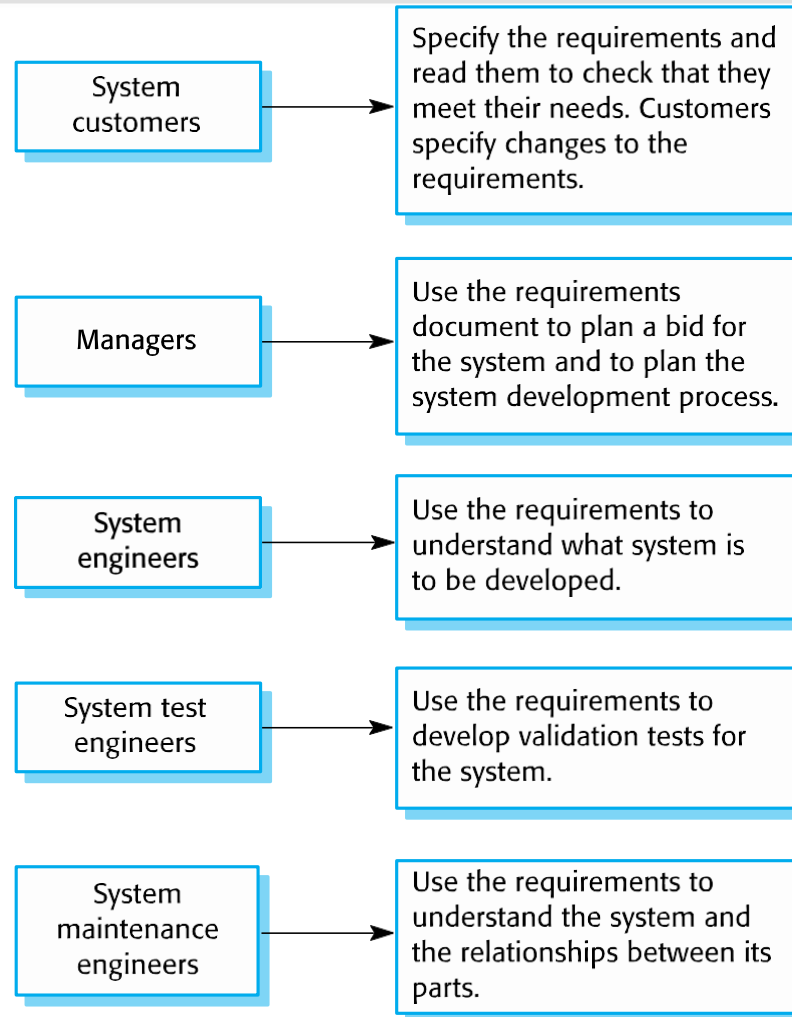 System
customers
Specify the requirements and
read them to check that they
meet their needs. Customers
specify changes to the
requirements.
Managers
Use the requirements
document to plan a bid for
the system and to plan the
system development process.
System
engineers
Use the requirements to
understand what system is
to be developed.
System test
engineers
Use the requirements to
develop validation tests for
the system.
System
maintenance
engineers
Use the requirements to
understand the system and
the relationships between its
parts.